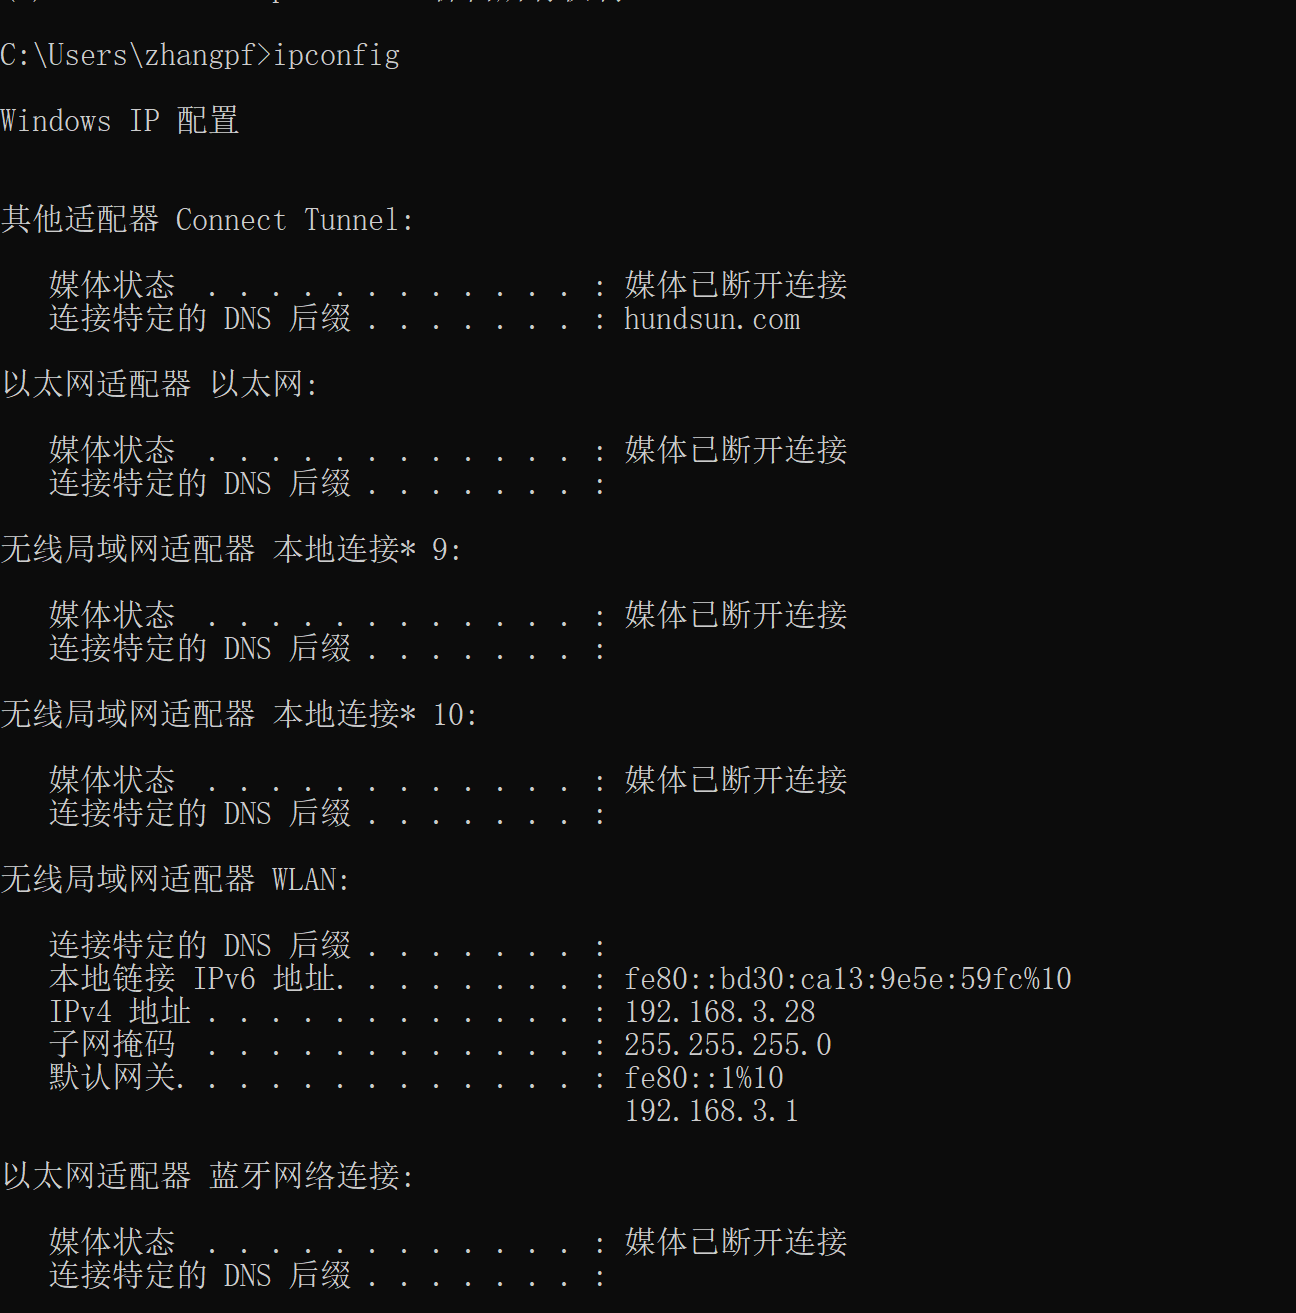 C:\Users\zhangpf>ipconfig
Windows IP 配置
其他适配器 Connect Tunnel:
媒体状态  . . . . . . . . . . . . : 媒体已断开连接
连接特定的 DNS 后缀 . . . . . . . : hundsun.com
以太网适配器 以太网:
媒体状态  . . . . . . . . . . . . : 媒体已断开连接
连接特定的 DNS 后缀 . . . . . . . :
无线局域网适配器 本地连接* 9:
媒体状态  . . . . . . . . . . . . : 媒体已断开连接
连接特定的 DNS 后缀 . . . . . . . :
无线局域网适配器 本地连接* 10:
媒体状态  . . . . . . . . . . . . : 媒体已断开连接
连接特定的 DNS 后缀 . . . . . . . :
无线局域网适配器 WLAN:
连接特定的 DNS 后缀 . . . . . . . :
本地链接 IPv6 地址. . . . . . . . : fe80::bd30:ca13:9e5e:59fc%10
IPv4 地址 . . . . . . . . . . . . : 192.168.3.28
子网掩码  . . . . . . . . . . . . : 255.255.255.0
默认网关. . . . . . . . . . . . . : fe80::1%10
192.168.3.1
以太网适配器 蓝牙网络连接:
媒体状态  . . . . . . . . . . . . : 媒体已断开连接
连接特定的 DNS 后缀 . . . . . . . :